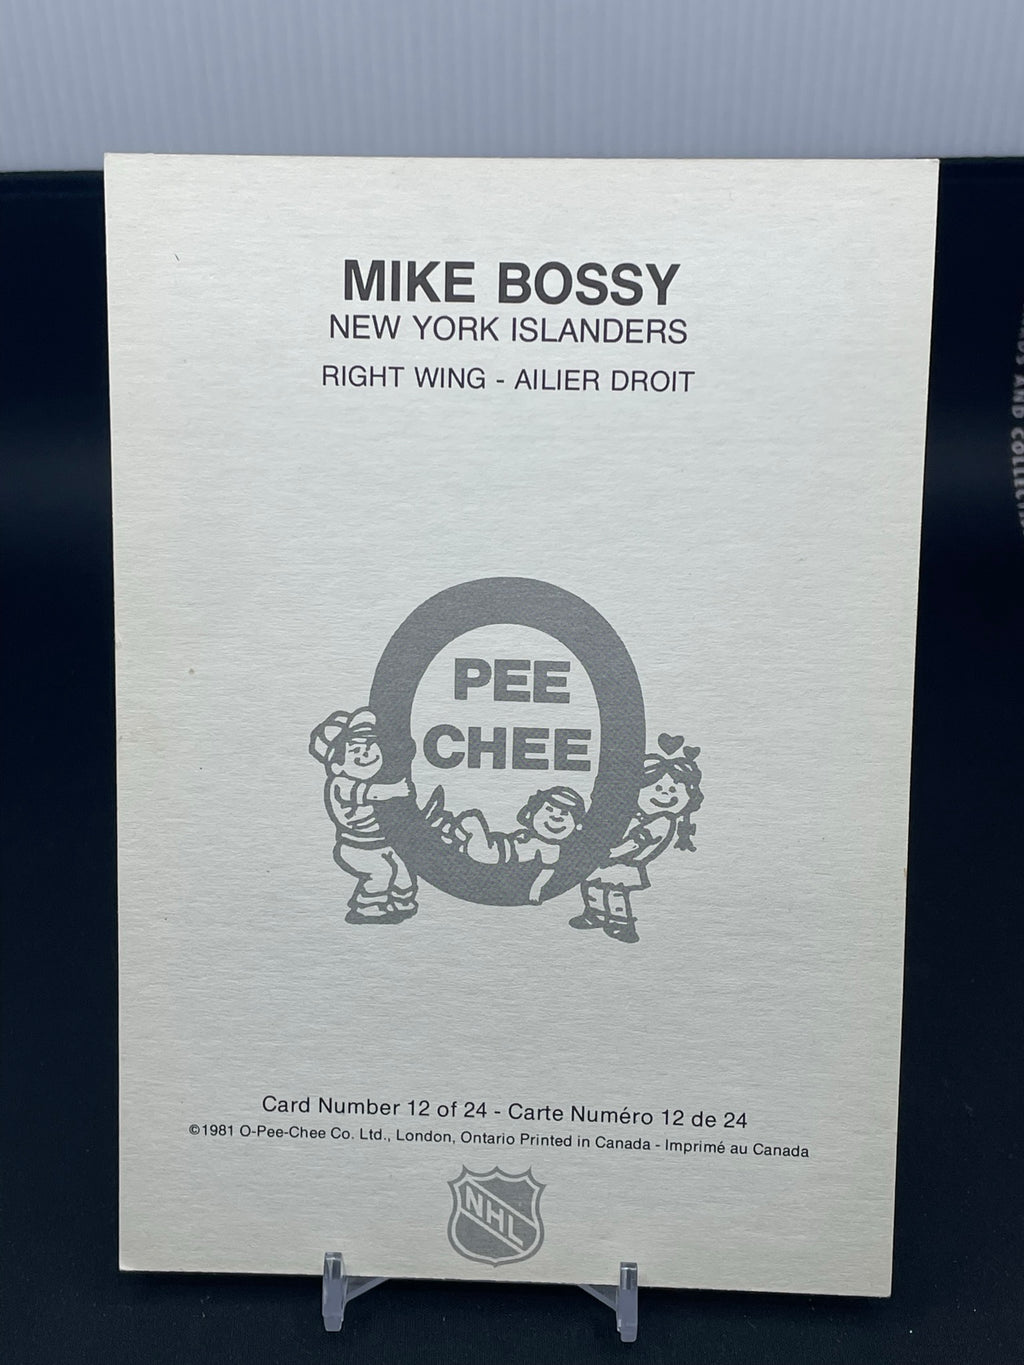 MIKE BOSSY
NEW YORK ISLANDERS
RIGHT WING - AILIER DROIT
PEE
CHEE
Card Number 12 of 24 - Carte Numéro 12 de 24
©1981 O-Pee-Chee Co. Ltd., London, Ontario Printed in Canada - Imprimé au Canada
NHL
AND